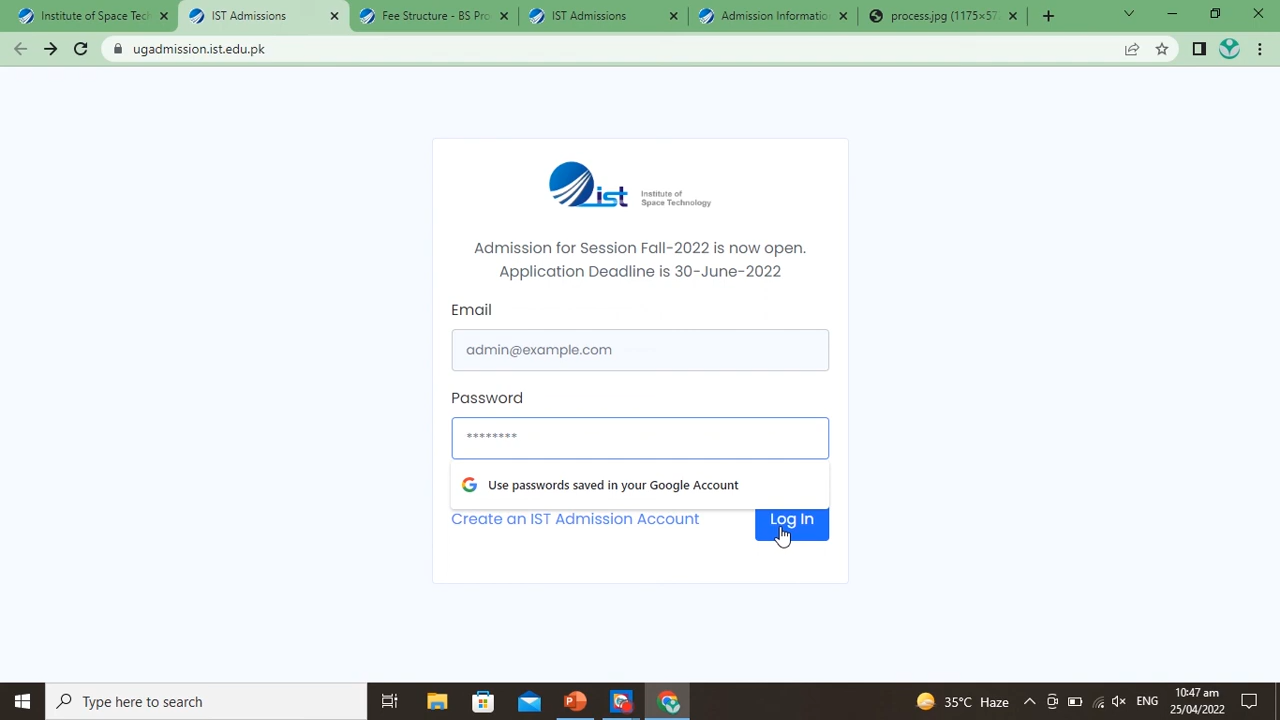 Institute of Space Tech
IST Admissions
Fee Structure - BS Pro
IST Admissions
Admission Informatio
process.jpg (1175×57
ugadmission.ist.edu.pk
ist Institute of
Space Technology
Admission for Session Fall-2022 is now open.
Application Deadline is 30-June-2022
Email
admin@example.com
Password
********
Use passwords saved in your Google Account
Create an IST Admission Account
Log In
Type here to search
35°C Haze
ENG
10:47 am
25/04/2022